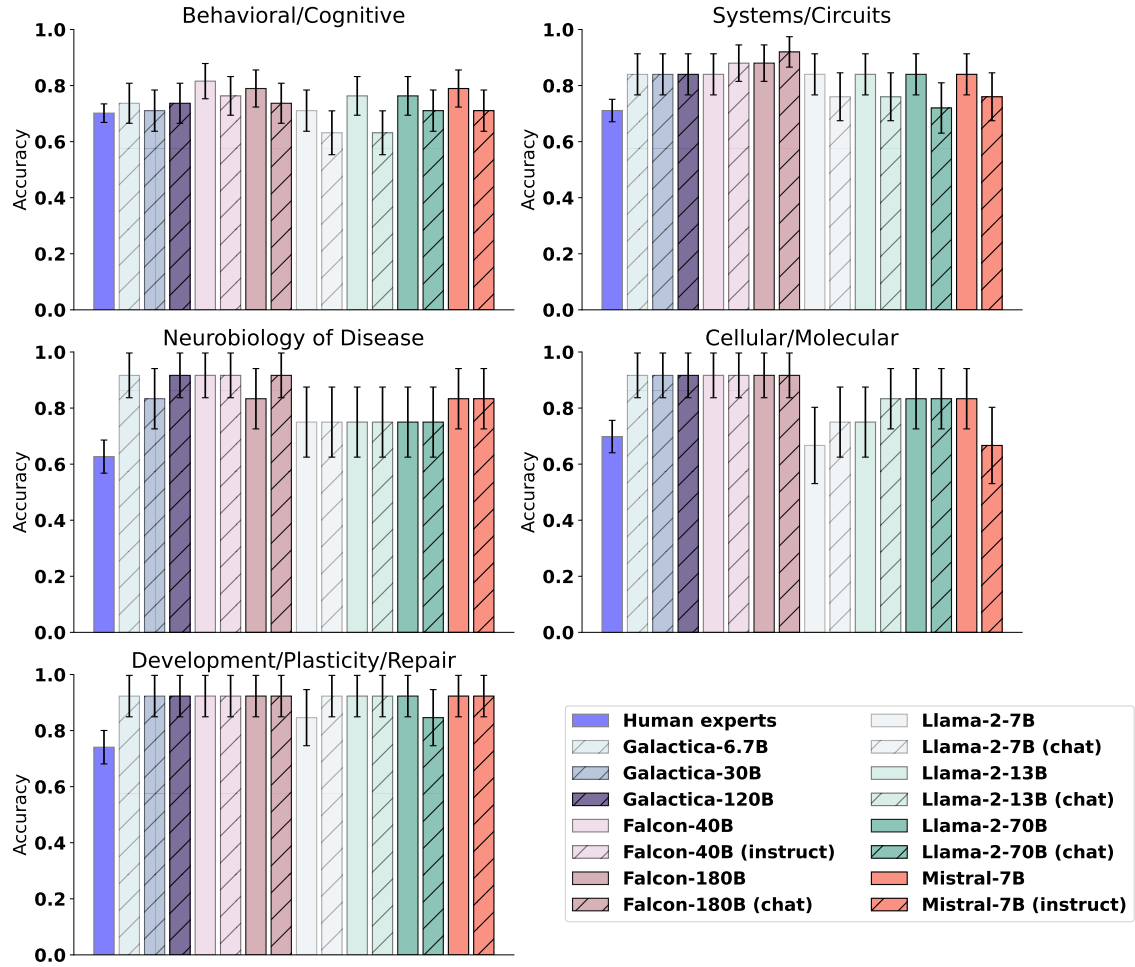 Behavioral/Cognitive
Systems/Circuits
1.0
0.8
0.6
0.4
0.2
0.0
Accuracy
1.0
0.8
0.6
0.4
0.2
0.0
Accuracy
Neurobiology of Disease
Cellular/Molecular
1.0
0.8
0.6
0.4
0.2
0.0
Accuracy
1.0
0.8
0.6
0.4
0.2
0.0
Accuracy
Development/Plasticity/Repair
1.0
0.8
0.6
0.4
0.2
0.0
Accuracy
Human experts
Galactica-6.7B
Galactica-30B
Galactica-120B
Falcon-40B
Falcon-40B (instruct)
Falcon-180B
Falcon-180B (chat)
Llama-2-7B
Llama-2-7B (chat)
Llama-2-13B
Llama-2-13B (chat)
Llama-2-70B
Llama-2-70B (chat)
Mistral-7B
Mistral-7B (instruct)